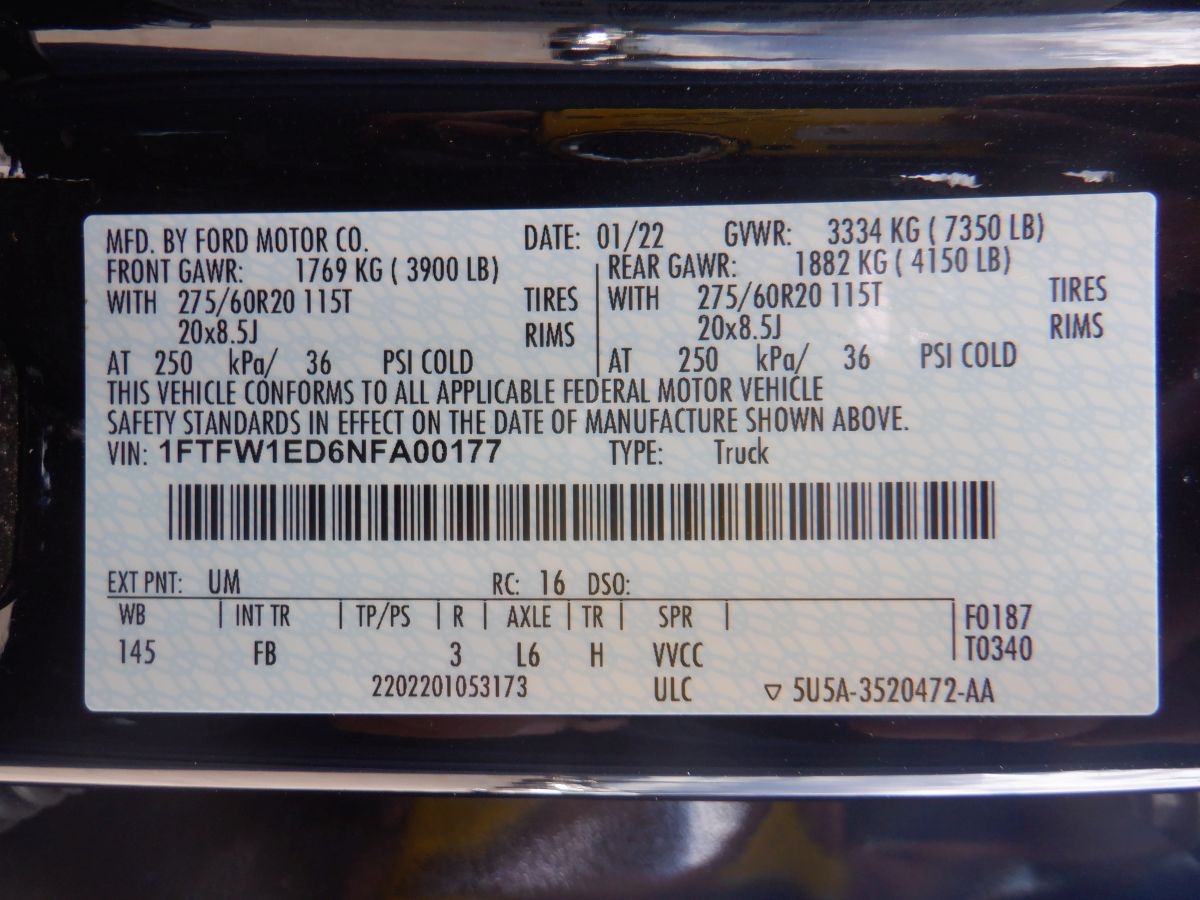 MFD. BY FORD MOTOR CO. DATE: 01/22 GVWR: 3334 KG ( 7350 LB)
FRONT GAWR: 1769 KG ( 3900 LB) REAR GAWR: 1882 KG ( 4150 LB)
WITH 275/60R20 115T TIRES WITH 275/60R20 115T TIRES
20x8.5J RIMS 20x8.5J RIMS
AT 250 kPa/ 36 PSI COLD AT 250 kPa/ 36 PSI COLD
THIS VEHICLE CONFORMS TO ALL APPLICABLE FEDERAL MOTOR VEHICLE
SAFETY STANDARDS IN EFFECT ON THE DATE OF MANUFACTURE SHOWN ABOVE.
VIN: 1FTFW1ED6NFA00177 TYPE: Truck
EXT PNT: UM RC: 16 DSO:
WB INT TR TP/PS R AXLE TR SPR F0187
145 FB 3 L6 H VVCC T0340
2202201053173 ULC ▽ 5U5A-3520472-AA